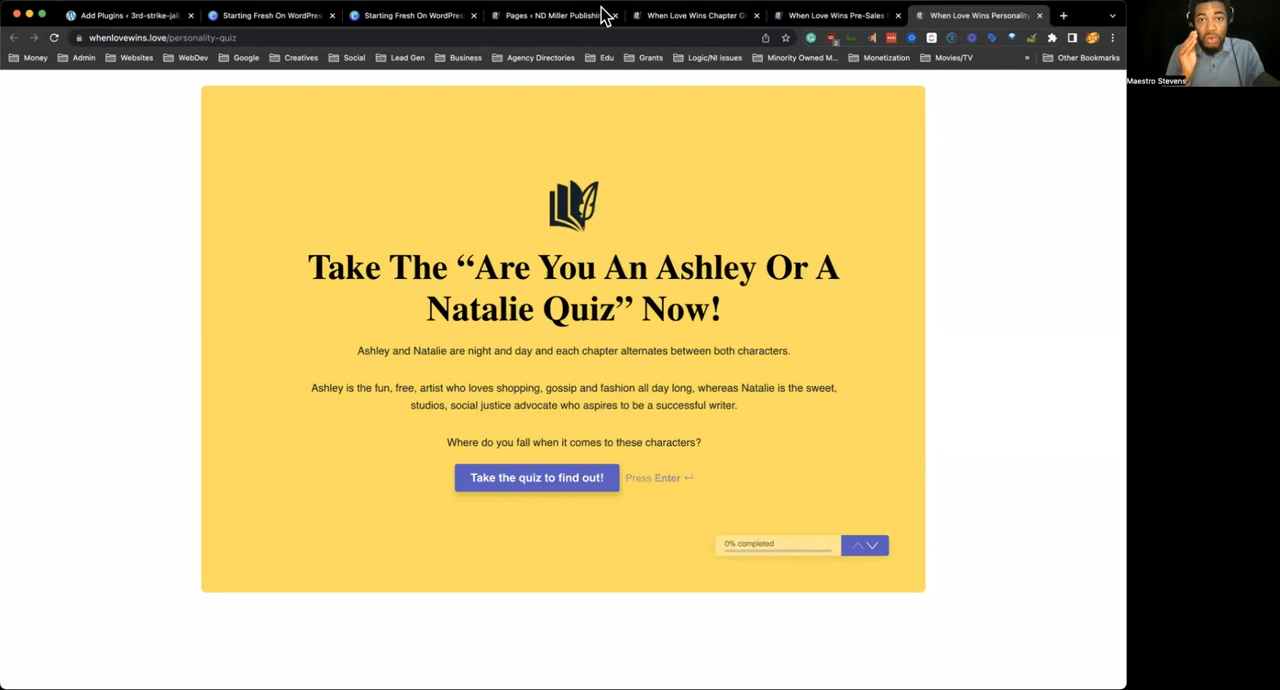 Add Plugins ‹ 3rd-strike-jail
Starting Fresh On WordPres
Starting Fresh On WordPres
Pages ‹ ND Miller Publishin
When Love Wins Chapter G
When Love Wins Pre-Sales
When Love Wins Personality
whenlovewins.love/personality-quiz
Money Admin Websites WebDev Google Creatives Social Lead Gen Business Agency Directories Edu Grants Logic/NI issues Minority Owned M... Monetization Movies/TV » Other Bookmarks
Maestro Stevens
Take The “Are You An Ashley Or A
Natalie Quiz” Now!
Ashley and Natalie are night and day and each chapter alternates between both characters.
Ashley is the fun, free, artist who loves shopping, gossip and fashion all day long, whereas Natalie is the sweet,
studios, social justice advocate who aspires to be a successful writer.
Where do you fall when it comes to these characters?
Take the quiz to find out! Press Enter ↵
0% completed